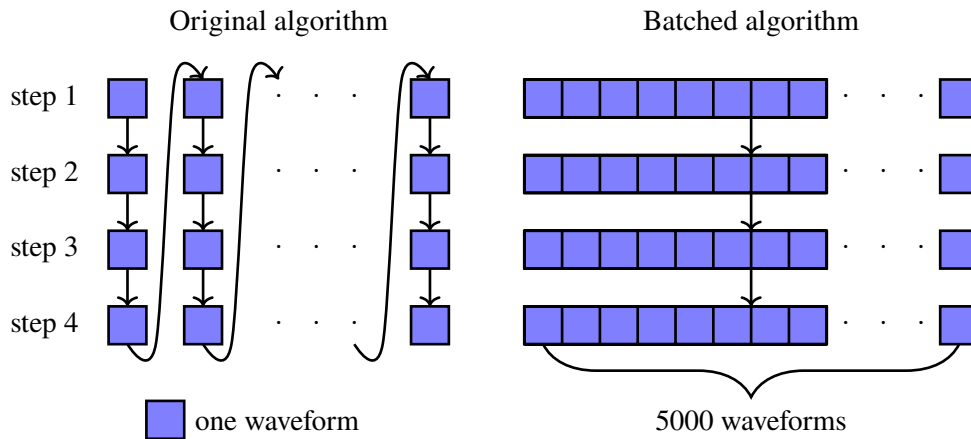 Original algorithm
Batched algorithm
step 1
step 2
step 3
step 4
one waveform
5000 waveforms